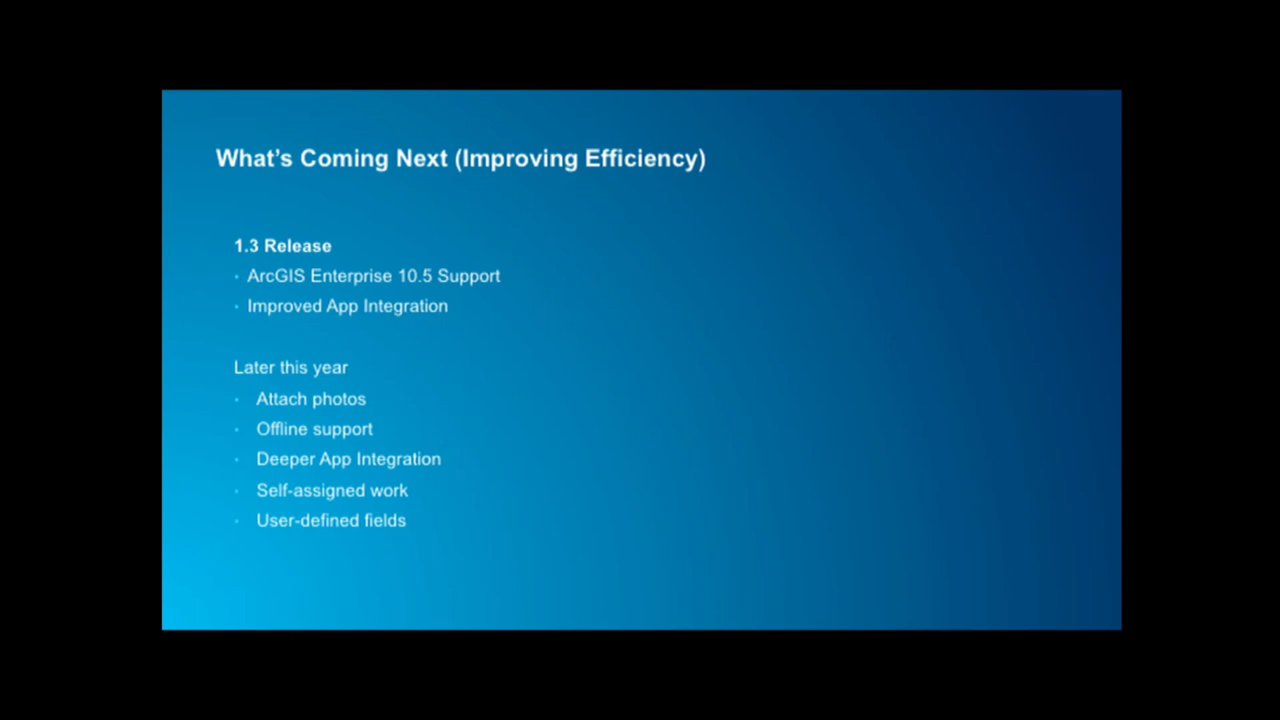 What's Coming Next (Improving Efficiency)
1.3 Release
· ArcGIS Enterprise 10.5 Support
· Improved App Integration
Later this year
· Attach photos
· Offline support
· Deeper App Integration
· Self-assigned work
· User-defined fields